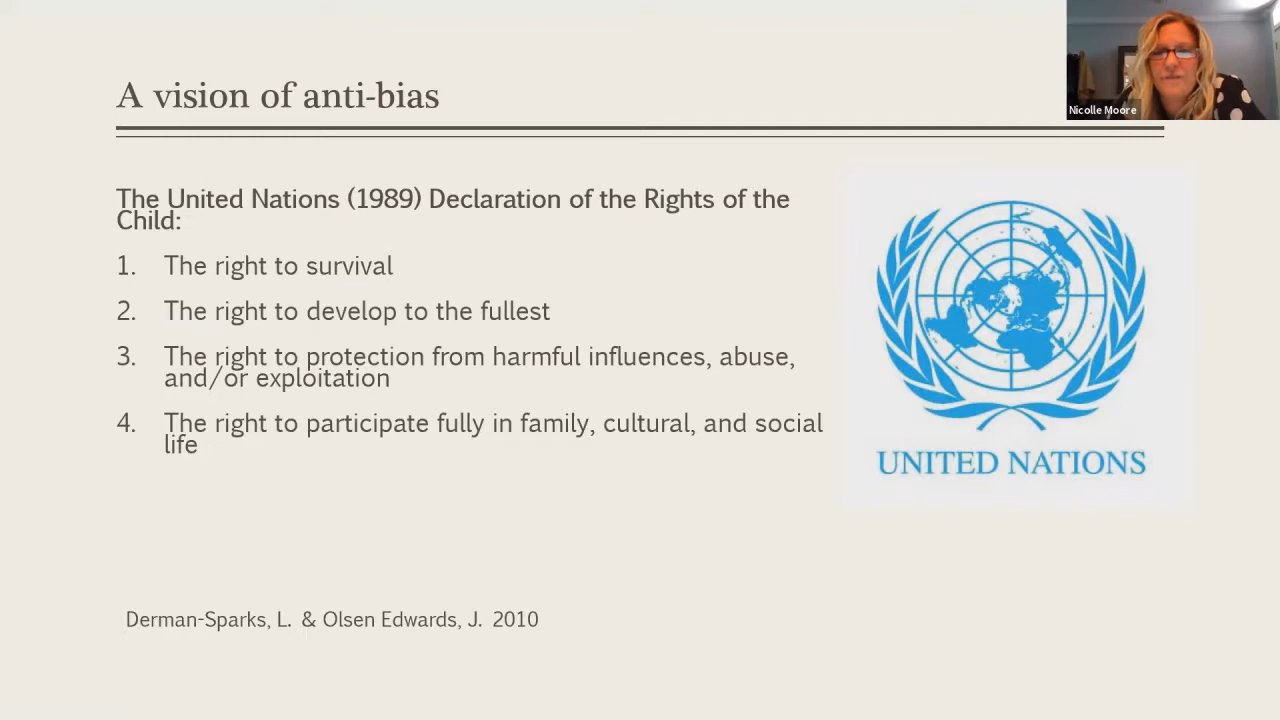 A vision of anti-bias
Nicolle Moore
The United Nations (1989) Declaration of the Rights of the
Child:
1. The right to survival
2. The right to develop to the fullest
3. The right to protection from harmful influences, abuse,
and/or exploitation
4. The right to participate fully in family, cultural, and social
life
UNITED NATIONS
Derman-Sparks, L. & Olsen Edwards, J. 2010